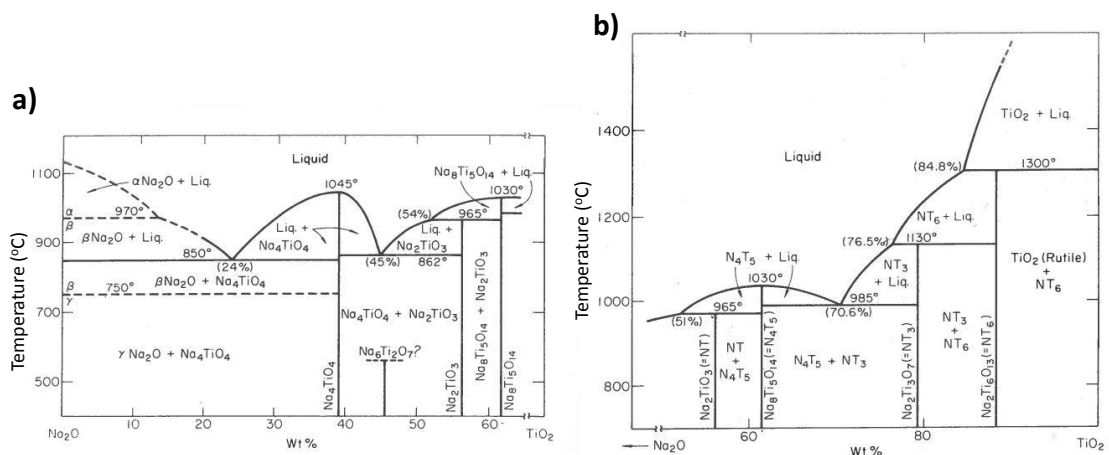 a)
Temperature (ºC)
1100
900
700
500
400
Liquid
αNa₂O + Liq.
α
970°
β
βNa₂O + Liq.
850°
(24%)
βNa₂O + Na₄TiO₄
β
750°
γ
γ Na₂O + Na₄TiO₄
1045°
Liq. +
Na₄TiO₄
(45%)
862°
Na₄TiO₄ + Na₂TiO₃
Na₆Ti₂O₇?
Na₄TiO₄
(54%)
965°
Liq. +
Na₂TiO₃
Na₈Ti₅O₁₄ + Liq.
1030°
Na₂TiO₃
Na₈Ti₅O₁₄ + Na₂TiO₃
Na₈Ti₅O₁₄
Na₂O
10
20
30
40
50
60
TiO₂
Wt %
b)
Temperature (ºC)
1400
1200
1000
800
Liquid
TiO₂ + Liq.
(84.8%)
1300°
NT₆ + Liq.
(76.5%)
1130°
N₄T₅ + Liq.
1030°
NT₃
+ Liq.
985°
(70.6%)
965°
(51%)
NT
+
N₄T₅
N₄T₅ + NT₃
NT₃
+
NT₆
TiO₂ (Rutile)
+
NT₆
Na₂TiO₃(=NT)
Na₈Ti₅O₁₄(=N₄T₅)
Na₂Ti₃O₇(=NT₃)
Na₂Ti₆O₁₃(=NT₆)
Na₂O
60
80
TiO₂
Wt %